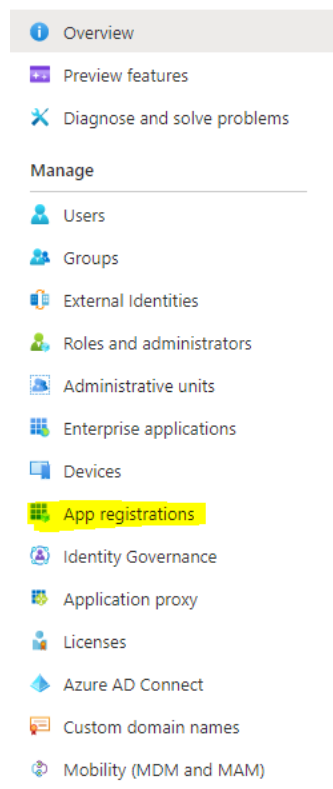 Overview
Preview features
Diagnose and solve problems
Manage
Users
Groups
External Identities
Roles and administrators
Administrative units
Enterprise applications
Devices
App registrations
Identity Governance
Application proxy
Licenses
Azure AD Connect
Custom domain names
Mobility (MDM and MAM)